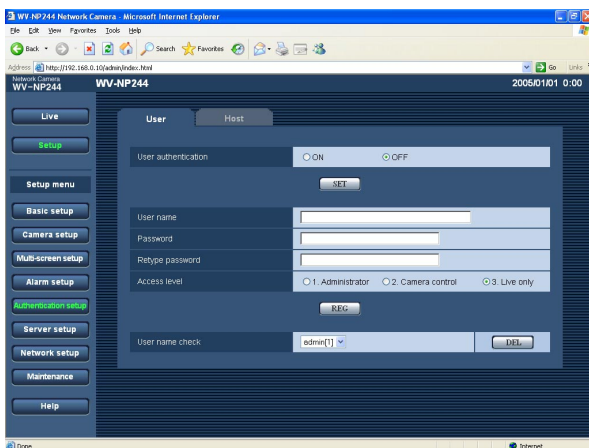 WV-NP244 Network Camera - Microsoft Internet Explorer
File Edit View Favorites Tools Help
Back Search Favorites
Address http://192.168.0.10/admin/index.html Go Links
Network Camera
WV-NP244
WV-NP244
2005/01/01 0:00
Live
Setup
Setup menu
Basic setup
Camera setup
Multi-screen setup
Alarm setup
Authentication setup
Server setup
Network setup
Maintenance
Help
User Host
User authentication ON OFF
SET
User name
Password
Retype password
Access level 1. Administrator 2. Camera control 3. Live only
REG
User name check admin[1] DEL
Done Internet